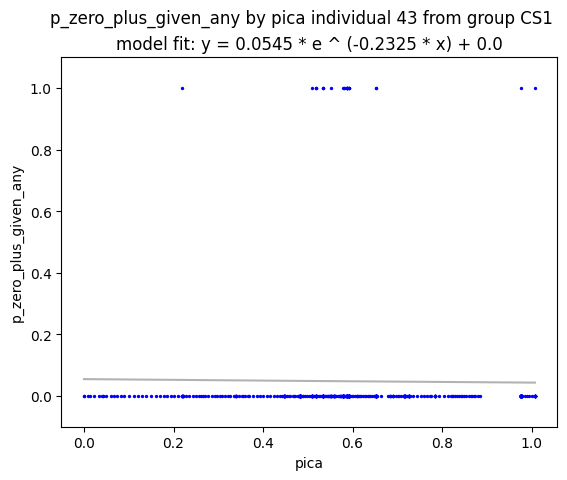 p_zero_plus_given_any by pica individual 43 from group CS1
model fit: y = 0.0545 * e ^ (-0.2325 * x) + 0.0
1.0
0.8
0.6
0.4
0.2
0.0
p_zero_plus_given_any
0.0 0.2 0.4 0.6 0.8 1.0
pica